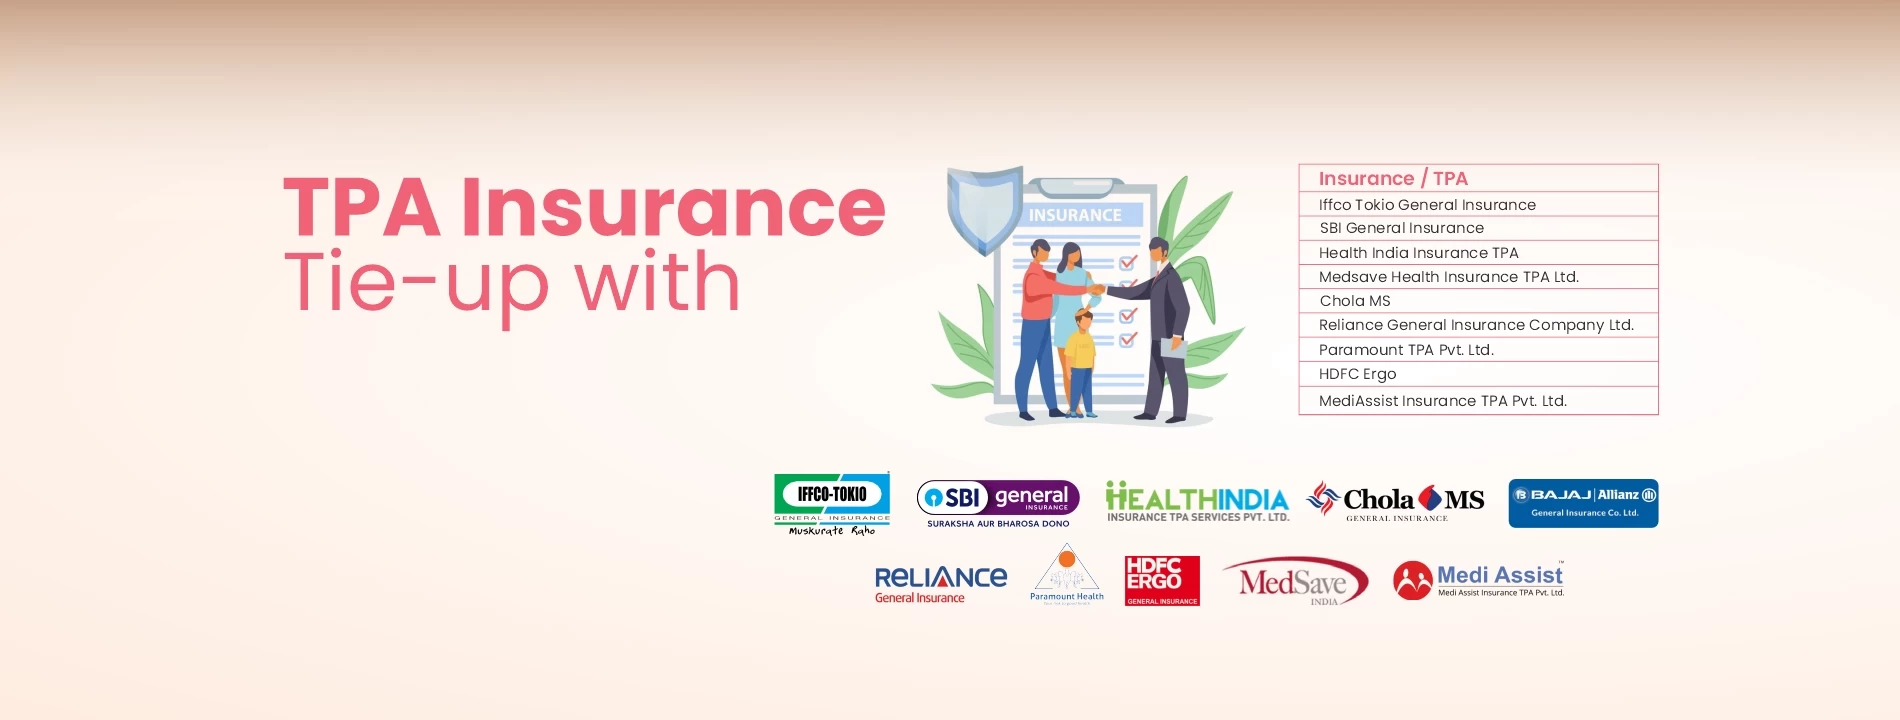 TPA Insurance
Tie-up with
INSURANCE
Insurance / TPA
Iffco Tokio General Insurance
SBI General Insurance
Health India Insurance TPA
Medsave Health Insurance TPA Ltd.
Chola MS
Reliance General Insurance Company Ltd.
Paramount TPA Pvt. Ltd.
HDFC Ergo
MediAssist Insurance TPA Pvt. Ltd.
IFFCO-TOKIO
GENERAL INSURANCE
Muskurate Raho
SBI general
INSURANCE
SURAKSHA AUR BHAROSA DONO
HEALTHINDIA
INSURANCE TPA SERVICES PVT. LTD.
Chola MS
GENERAL INSURANCE
BAJAJ Allianz
General Insurance Co. Ltd.
RELIANCE
General Insurance
Paramount Health
HDFC
ERGO
GENERAL INSURANCE
MedSave
INDIA
Medi Assist
Medi Assist Insurance TPA Pvt. Ltd.